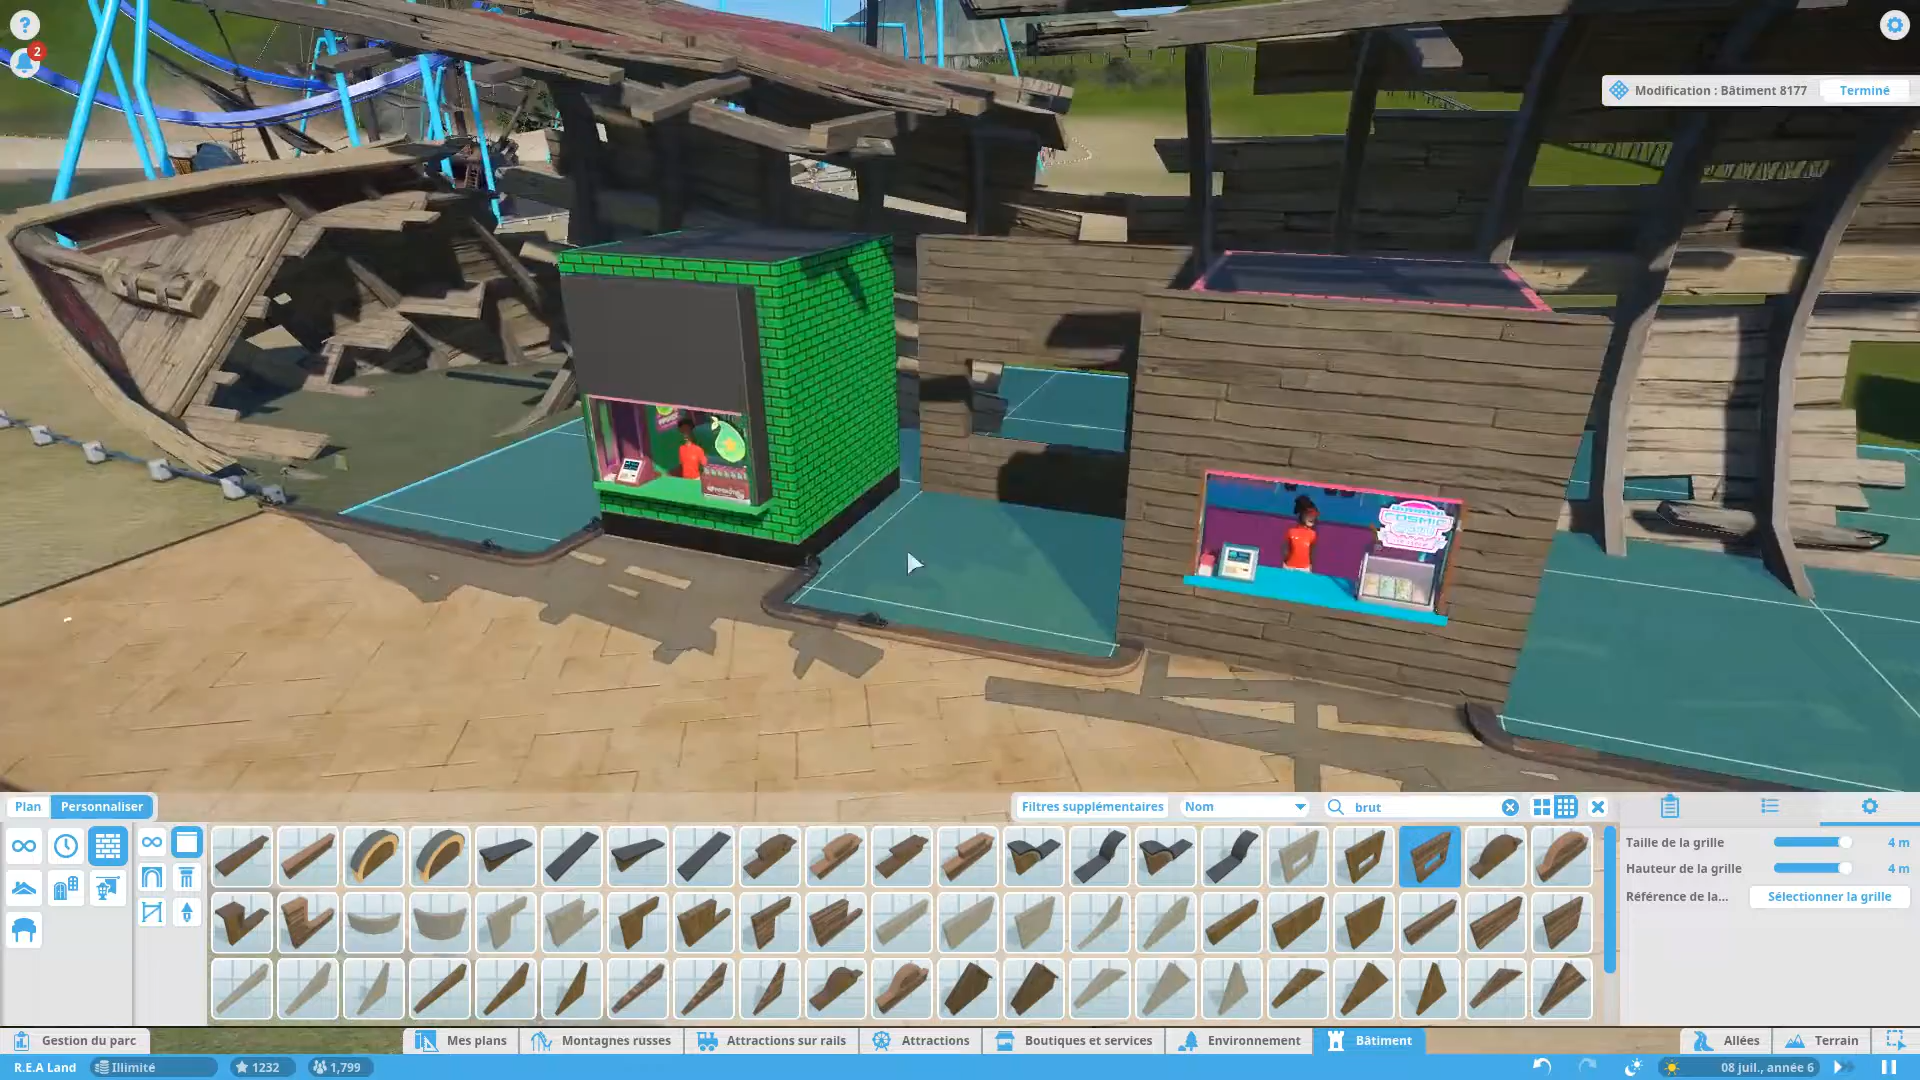 ?
2
Modification : Bâtiment 8177
Terminé
COSMIC
Plan
Personnaliser
Filtres supplémentaires
Nom
brut
Taille de la grille
4 m
Hauteur de la grille
4 m
Référence de la...
Sélectionner la grille
Gestion du parc
Mes plans
Montagnes russes
Attractions sur rails
Attractions
Boutiques et services
Environnement
Bâtiment
Allées
Terrain
R.E.A Land
Illimité
1232
1,799
08 juil., année 6